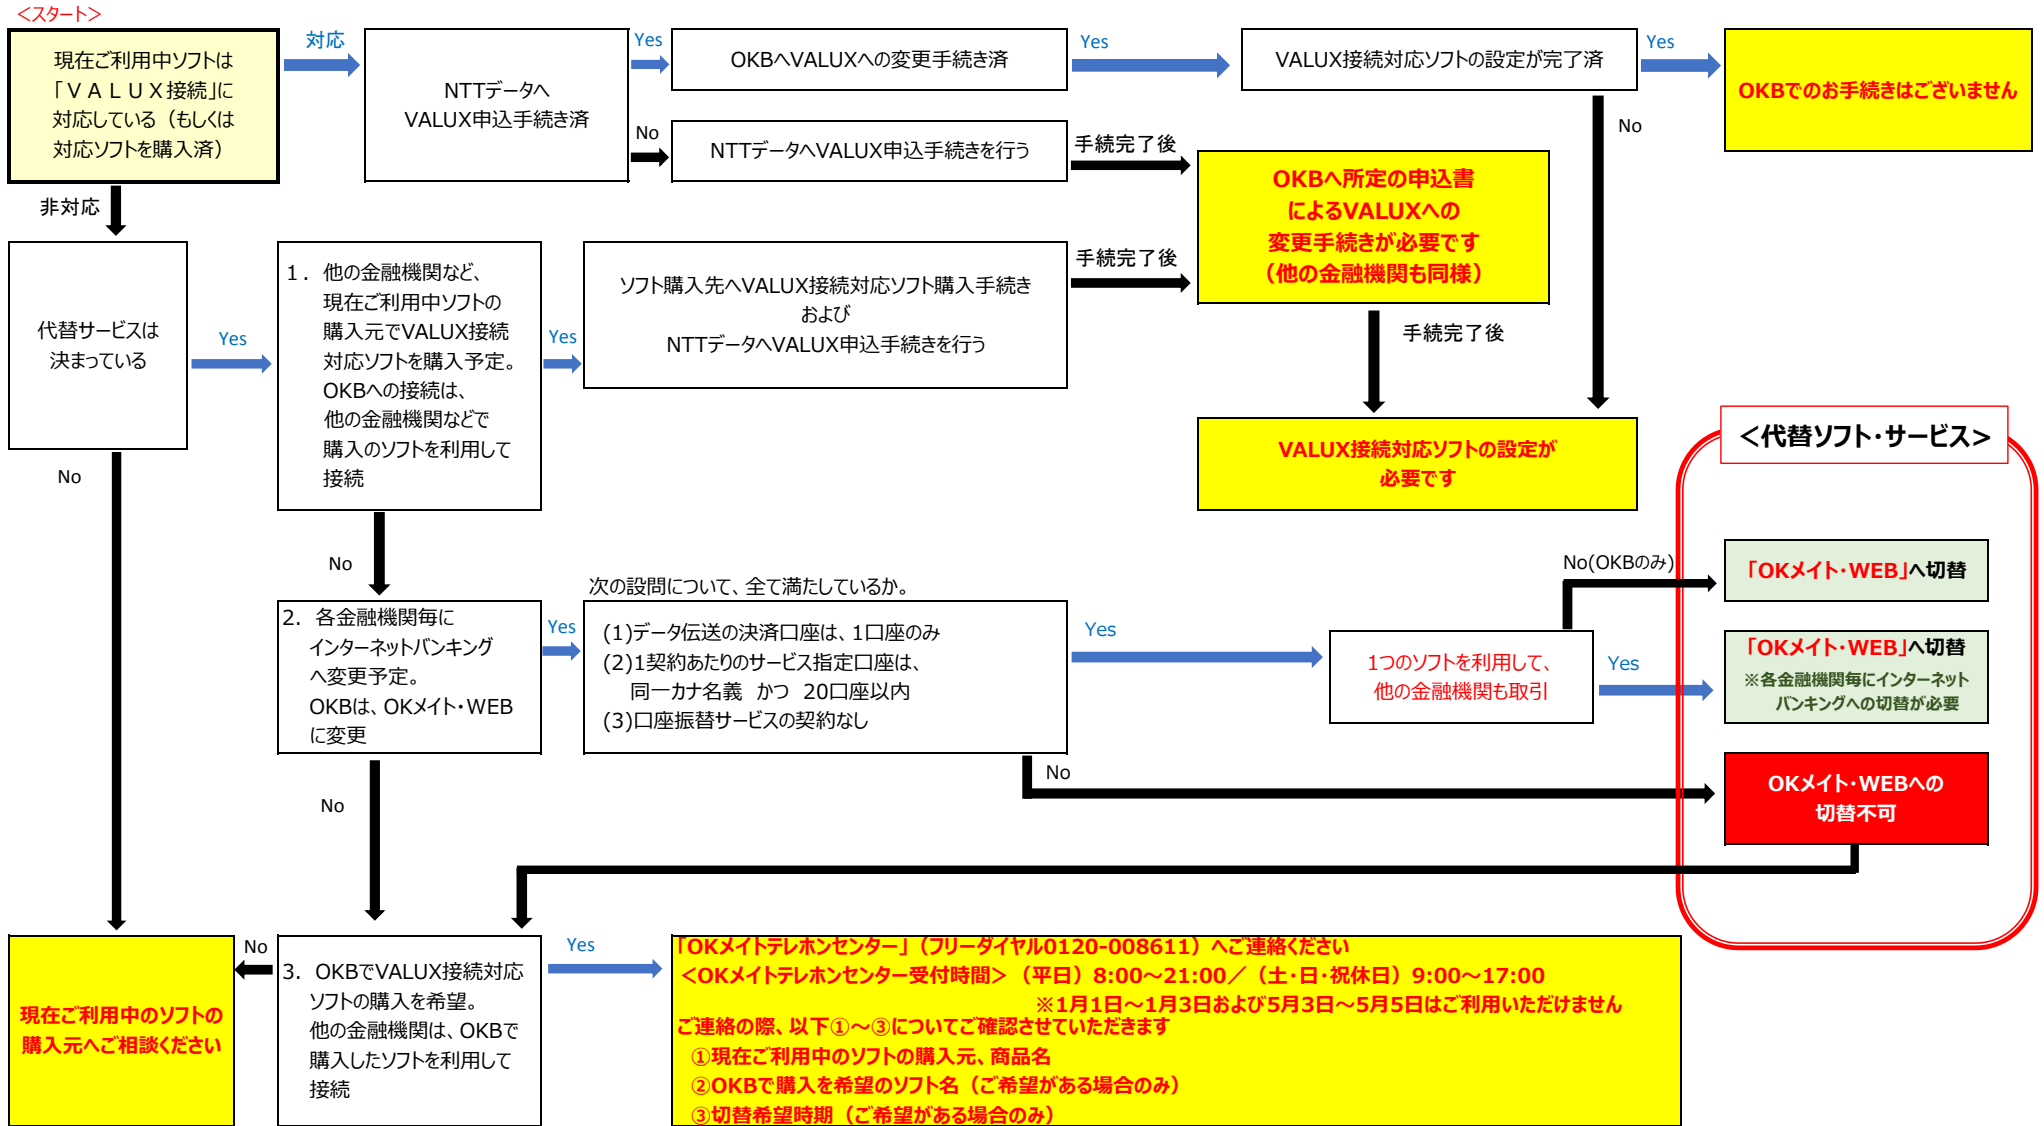 ＜スタート＞
現在ご利用中ソフトは
「ＶＡＬＵＸ接続」に
対応している（もしくは
対応ソフトを購入済）
対応
NTTデータへ
VALUX申込手続き済
Yes
OKBへVALUXへの変更手続き済
Yes
VALUX接続対応ソフトの設定が完了済
Yes
OKBでのお手続きはございません
No
NTTデータへVALUX申込手続きを行う
手続完了後
No
OKBへ所定の申込書
によるVALUXへの
変更手続きが必要です
（他の金融機関も同様）
非対応
代替サービスは
決まっている
Yes
１．他の金融機関など、
現在ご利用中ソフトの
購入元でVALUX接続
対応ソフトを購入予定。
OKBへの接続は、
他の金融機関などで
購入のソフトを利用して
接続
Yes
ソフト購入先へVALUX接続対応ソフト購入手続き
および
NTTデータへVALUX申込手続きを行う
手続完了後
手続完了後
VALUX接続対応ソフトの設定が
必要です
＜代替ソフト・サービス＞
No
No
2．各金融機関毎に
インターネットバンキング
へ変更予定。
OKBは、OKメイト・WEB
に変更
Yes
次の設問について、全て満たしているか。
(1)データ伝送の決済口座は、1口座のみ
(2)1契約あたりのサービス指定口座は、
同一カナ名義　かつ　20口座以内
(3)口座振替サービスの契約なし
Yes
1つのソフトを利用して、
他の金融機関も取引
No(OKBのみ)
「OKメイト・WEB」へ切替
Yes
「OKメイト・WEB」へ切替
※各金融機関毎にインターネット
バンキングへの切替が必要
No
OKメイト・WEBへの
切替不可
No
現在ご利用中のソフトの
購入元へご相談ください
No
3．OKBでVALUX接続対応
ソフトの購入を希望。
他の金融機関は、OKBで
購入したソフトを利用して
接続
Yes
「OKメイトテレホンセンター」（フリーダイヤル0120-008611）へご連絡ください
＜OKメイトテレホンセンター受付時間＞（平日）8:00～21:00／（土・日・祝休日）9:00～17:00
※1月1日～1月3日および5月3日～5月5日はご利用いただけません
ご連絡の際、以下①～③についてご確認させていただきます
①現在ご利用中のソフトの購入元、商品名
②OKBで購入を希望のソフト名（ご希望がある場合のみ）
③切替希望時期（ご希望がある場合のみ）